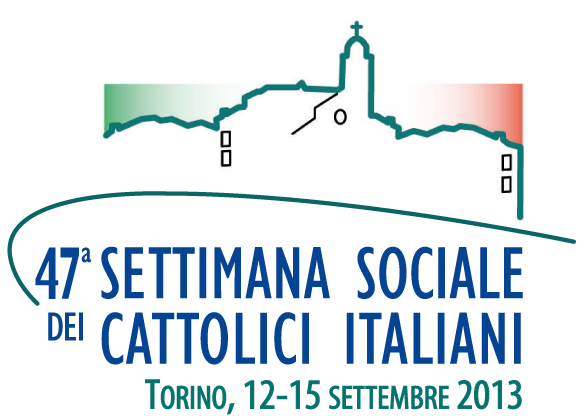 47ª SETTIMANA SOCIALE
DEI CATTOLICI ITALIANI
TORINO, 12-15 SETTEMBRE 2013